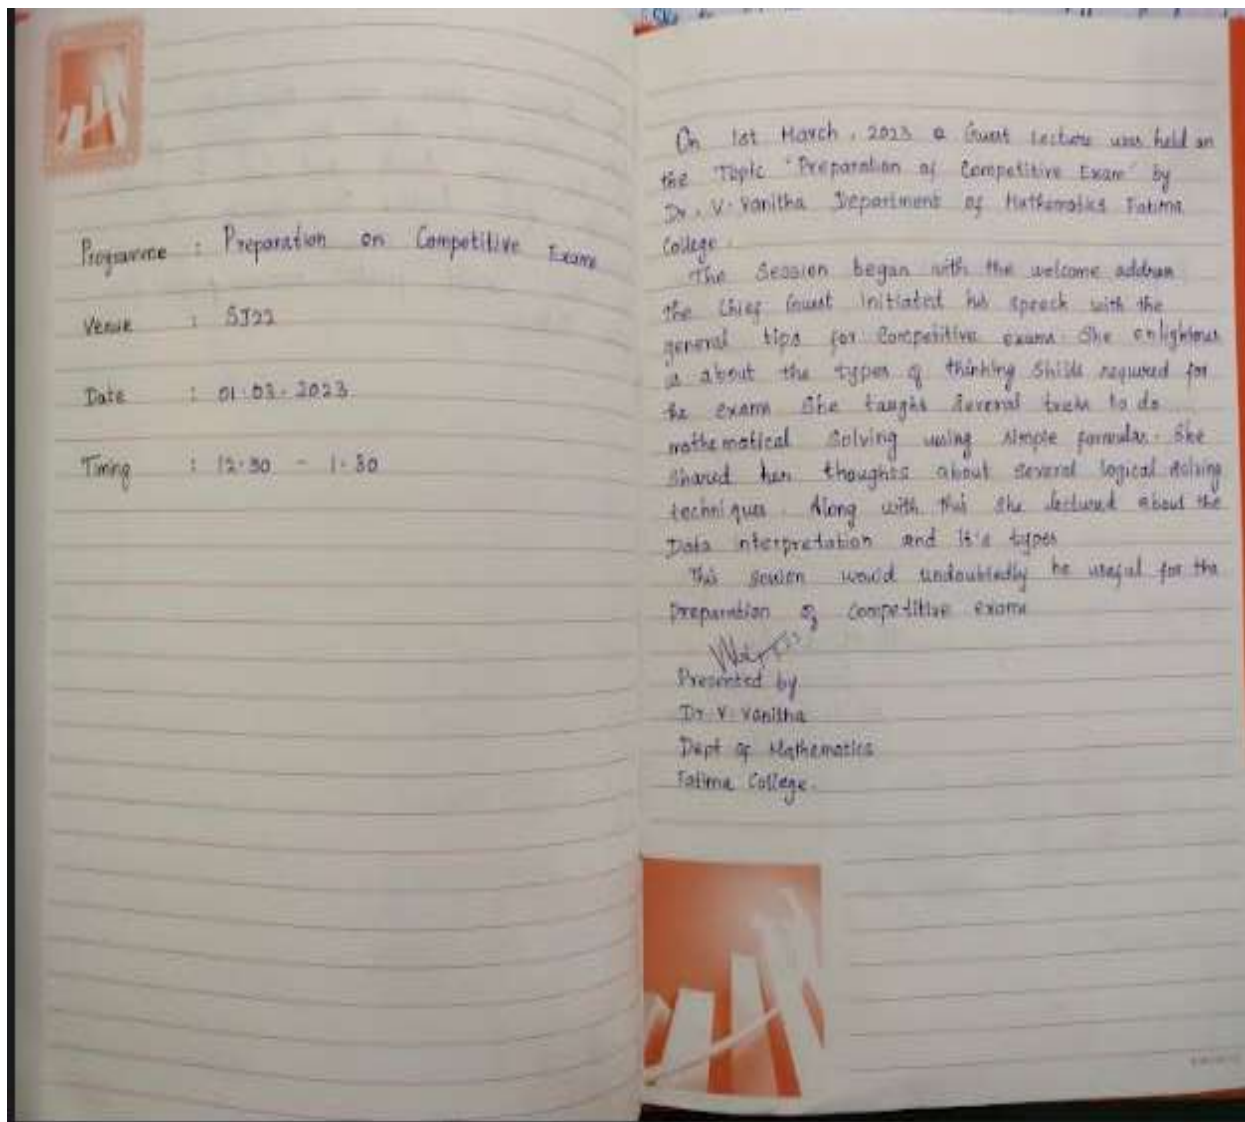 Programme : Preparation on Competitive Exams
Venue : SJ22
Date : 01.03.2023
Timing : 12.30 - 1.30
On 1st March, 2023 a Guest Lecture was held on
the Topic "Preparation of Competitive Exam" by
Dr. V. Vanitha Department of Mathematics Fatima
College.
The Session began with the welcome address
the Chief Guest initiated his speech with the
general tips for Competitive exams. She
about the types of thinking Skills required for
the exams She taught several tricks to do
mathematical Solving using simple formulas. She
Shared her thoughts about several logical solving
techniques. Along with this she lectured about the
Data interpretation and it's types
This session would undoubtedly be useful for the
preparation of Competitive exams
Presented by
Dr. V. Vanitha
Dept of Mathematics
Fatima College.